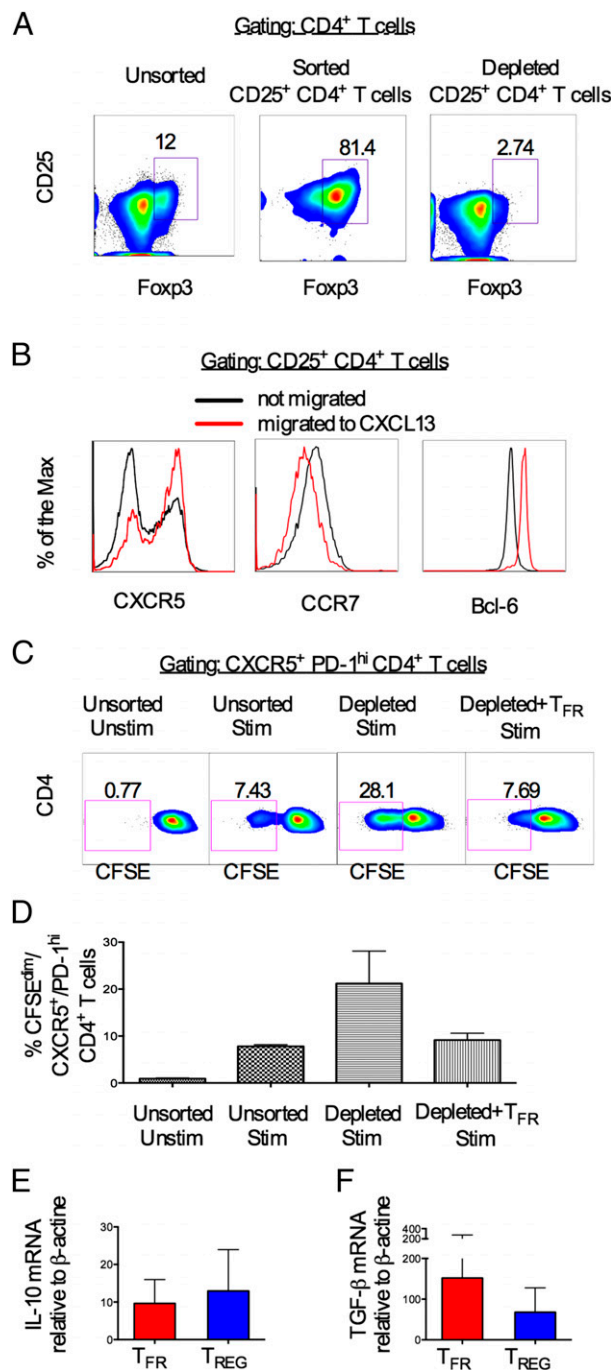 A
Gating: CD4+ T cells
Unsorted
Sorted
CD25+ CD4+ T cells
Depleted
CD25+ CD4+ T cells
CD25
12
81.4
2.74
Foxp3
Foxp3
Foxp3
B
Gating: CD25+ CD4+ T cells
not migrated
migrated to CXCL13
% of the Max
CXCR5
CCR7
Bcl-6
C
Gating: CXCR5+ PD-1hi CD4+ T cells
Unsorted
Unstim
Unsorted
Stim
Depleted
Stim
Depleted+TFR
Stim
CD4
0.77
7.43
28.1
7.69
CFSE
CFSE
CFSE
CFSE
D
% CFSEdim/
CXCR5+/PD-1hi
CD4+ T cells
30
20
10
0
Unsorted
Unstim
Unsorted
Stim
Depleted
Stim
Depleted+TFR
Stim
E
IL-10 mRNA
relative to β-actine
30
20
10
0
TFR
TREG
F
TGF-β mRNA
relative to β-actine
400
200
200
100
0
TFR
TREG